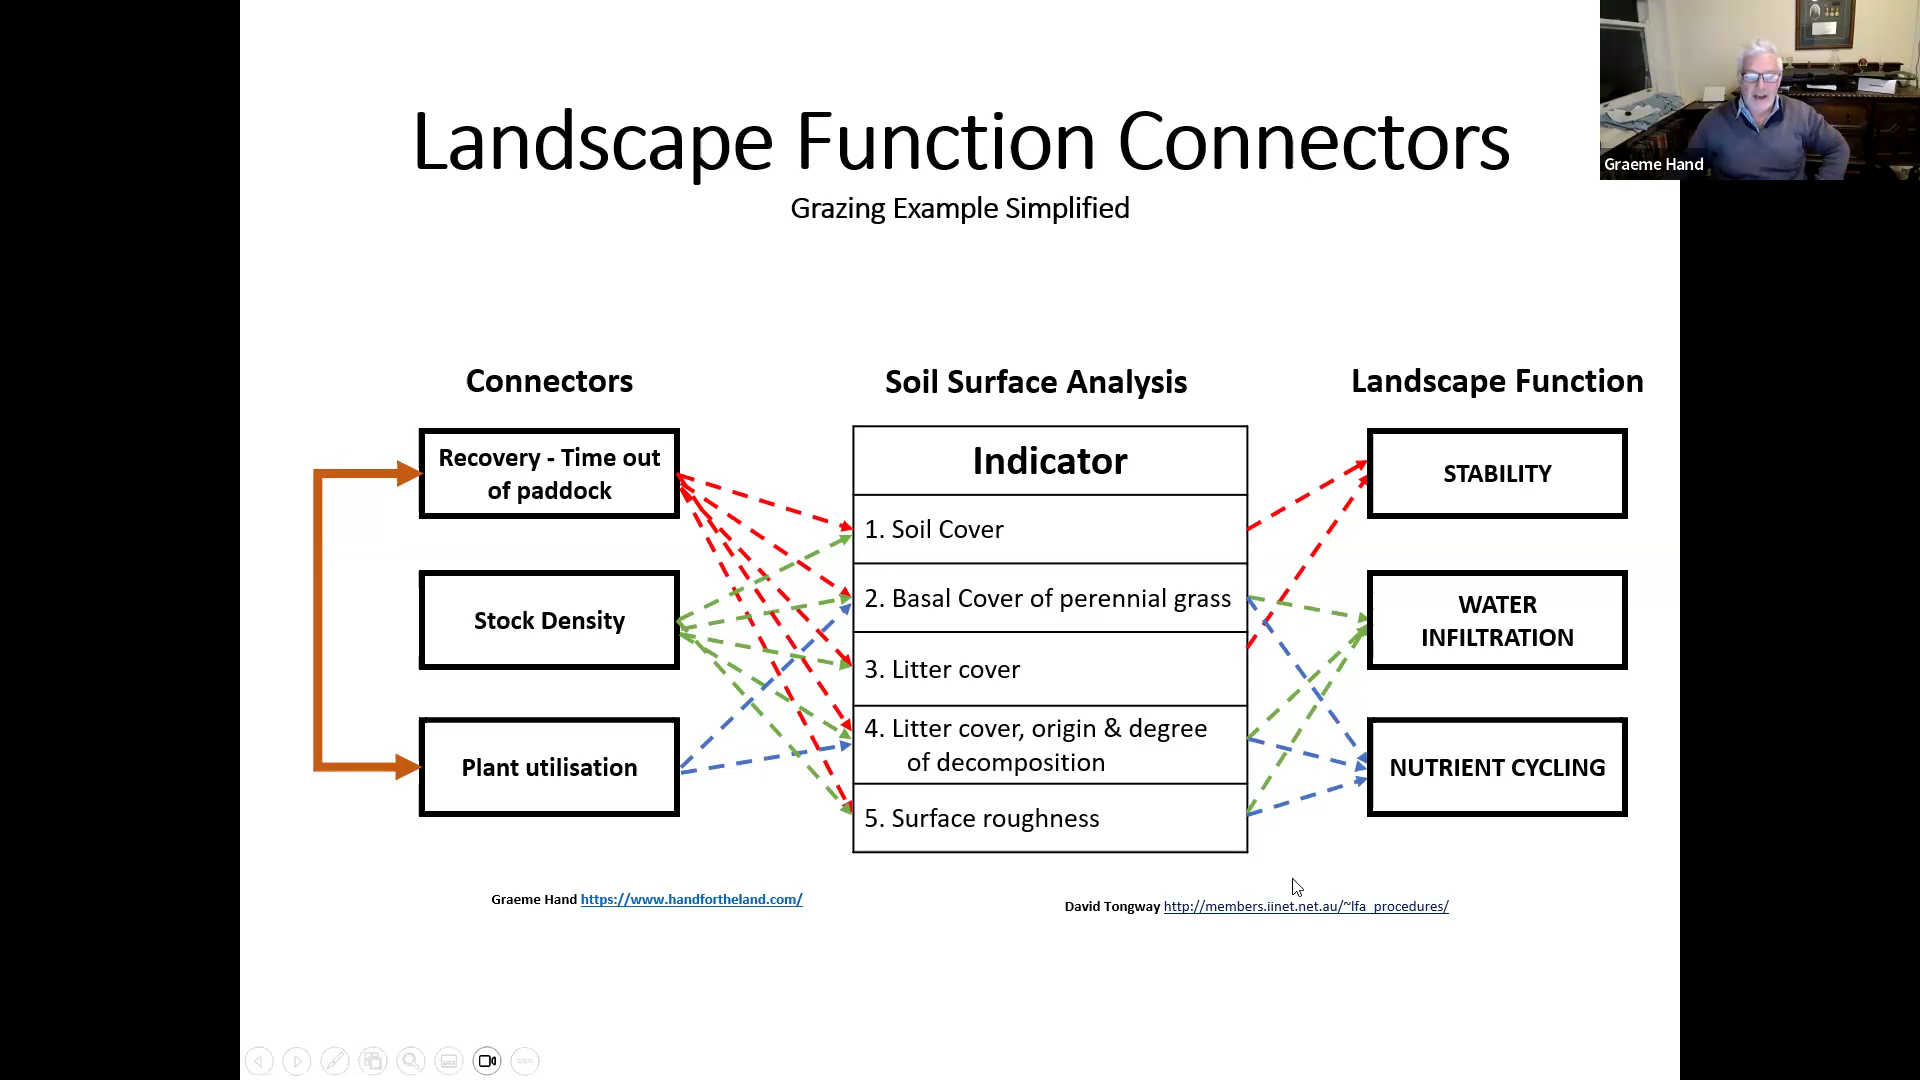 Landscape Function Connectors
Grazing Example Simplified
Graeme Hand
Connectors
Soil Surface Analysis
Landscape Function
Recovery - Time out
of paddock
Stock Density
Plant utilisation
Indicator
1. Soil Cover
2. Basal Cover of perennial grass
3. Litter cover
4. Litter cover, origin & degree
of decomposition
5. Surface roughness
STABILITY
WATER
INFILTRATION
NUTRIENT CYCLING
Graeme Hand https://www.handfortheland.com/
David Tongway http://members.iinet.net.au/~lfa_procedures/